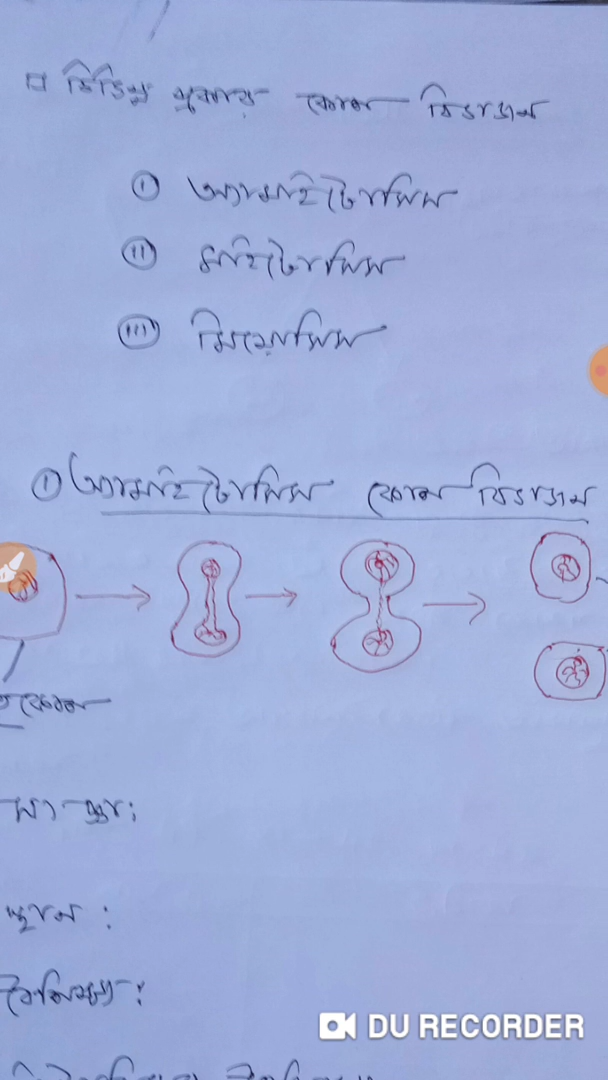 □ বিভিন্ন প্রকার কোষ বিভাজন
(i) অ্যামাইটোসিস
(ii) মাইটোসিস
(iii) মিয়োসিস
(i) অ্যামাইটোসিস কোষ বিভাজন
স্থান :
বৈশিষ্ট্য :
DU RECORDER